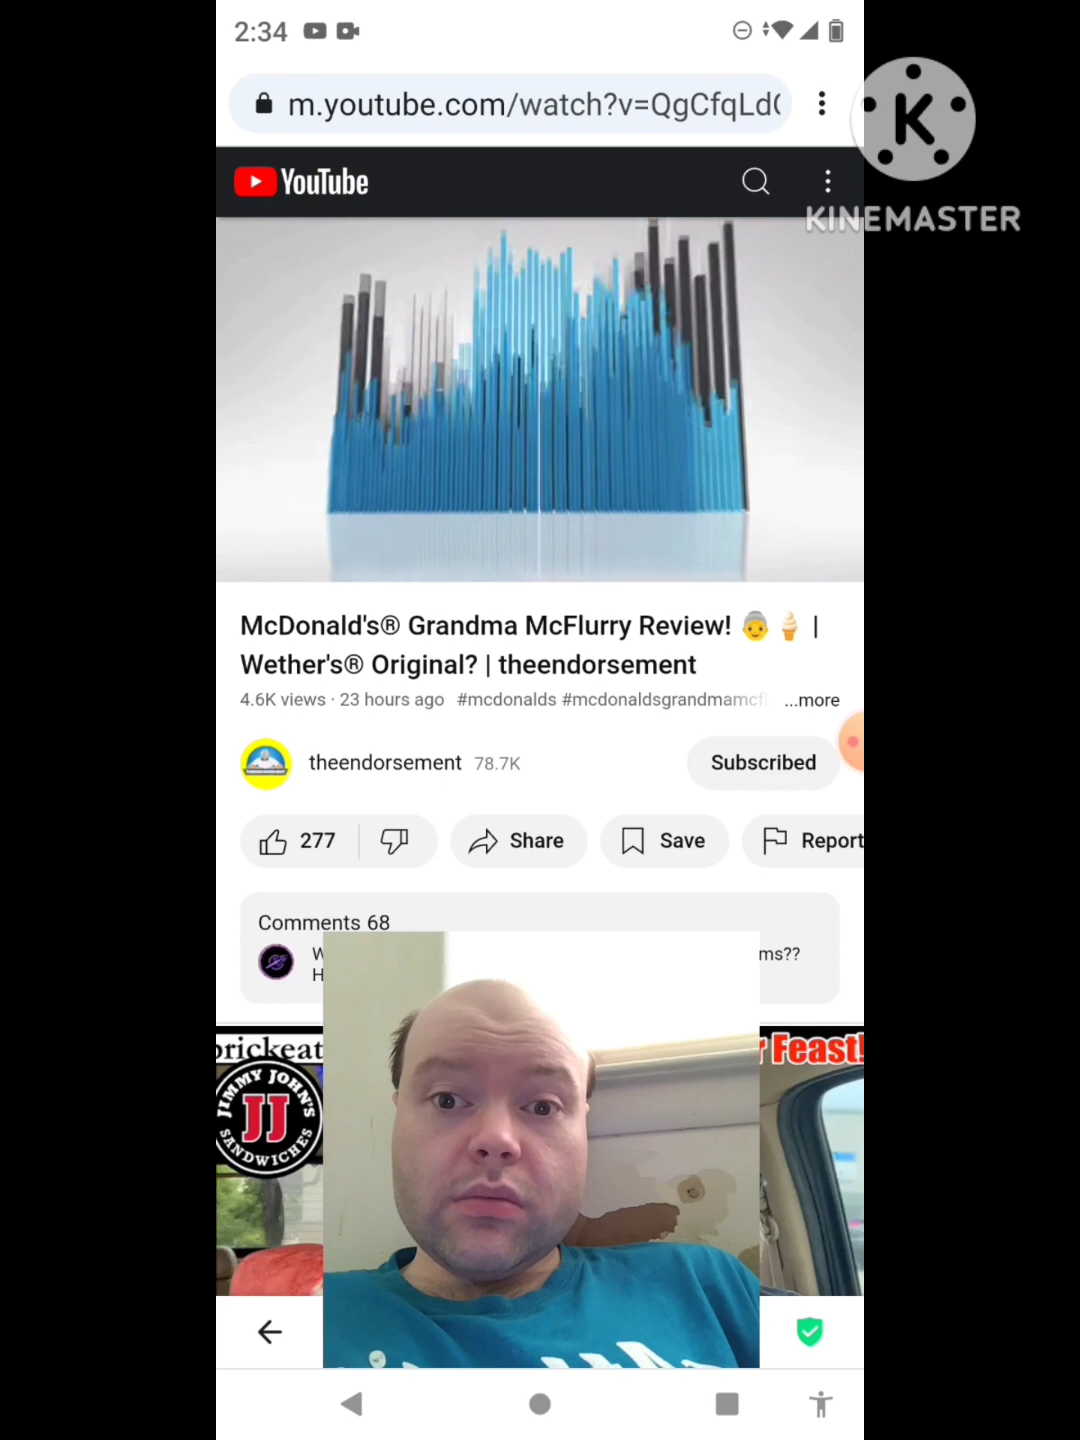 2:34
m.youtube.com/watch?v=QgCfqLd
YouTube
KINEMASTER
McDonald's® Grandma McFlurry Review! 👵🍦 |
Wether's® Original? | theendorsement
4.6K views · 23 hours ago #mcdonalds #mcdonaldsgrandmamcfl ...more
theendorsement 78.7K
Subscribed
277
Share
Save
Report
Comments 68
ms??
rickeat
JIMMY JOHN'S
JJ
SANDWICHES
Feast!